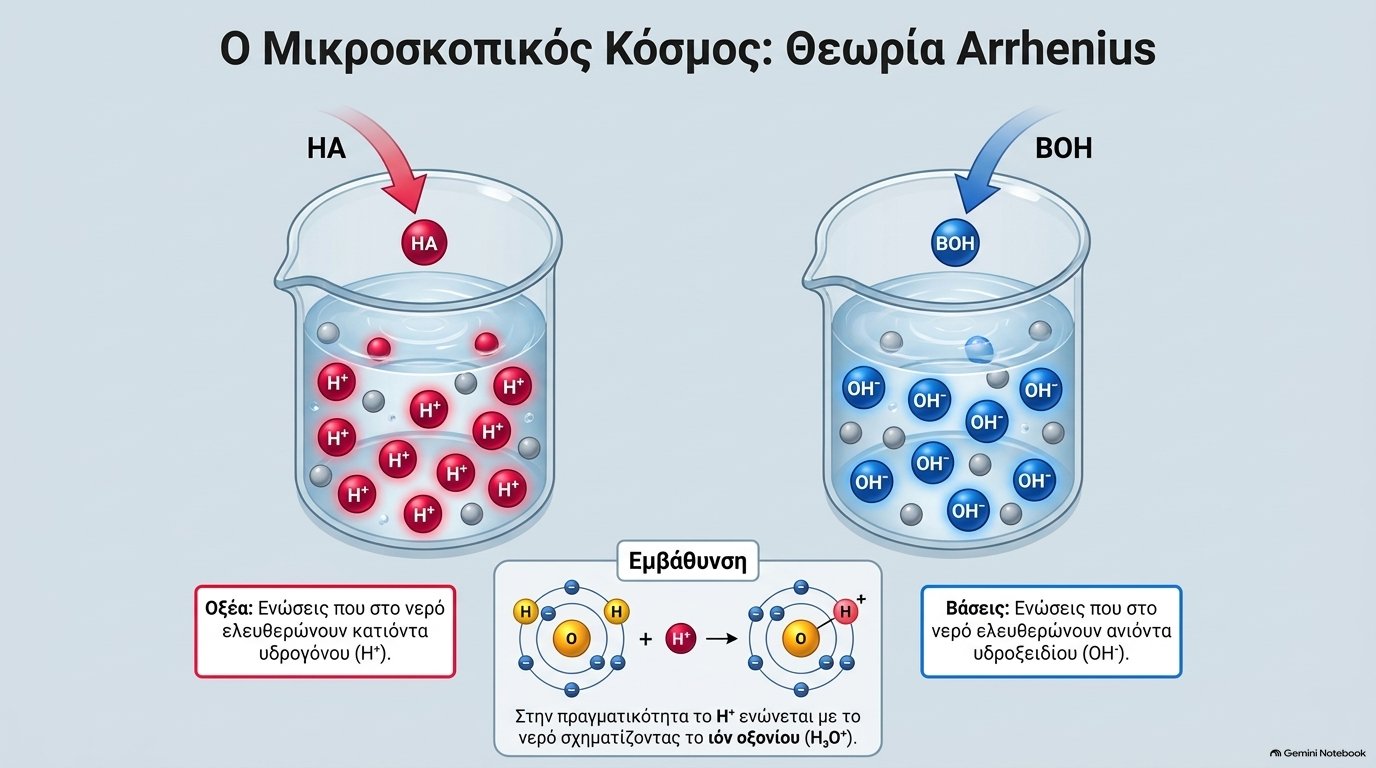 Ο Μικροσκοπικός Κόσμος: Θεωρία Arrhenius
HA
BOH
HA
BOH
H⁺
H⁺
H⁺
H⁺
H⁺
H⁺
H⁺
H⁺
H⁺
H⁺
OH⁻
OH⁻
OH⁻
OH⁻
OH⁻
OH⁻
OH⁻
OH⁻
Οξέα: Ενώσεις που στο νερό
ελευθερώνουν κατιόντα
υδρογόνου (H⁺).
Εμβάθυνση
H
H
O
+
H⁺
O
H
+
Στην πραγματικότητα το H⁺ ενώνεται με το
νερό σχηματίζοντας το ιόν οξονίου (H₃O⁺).
Βάσεις: Ενώσεις που στο
νερό ελευθερώνουν ανιόντα
υδροξειδίου (OH⁻).
Gemini Notebook